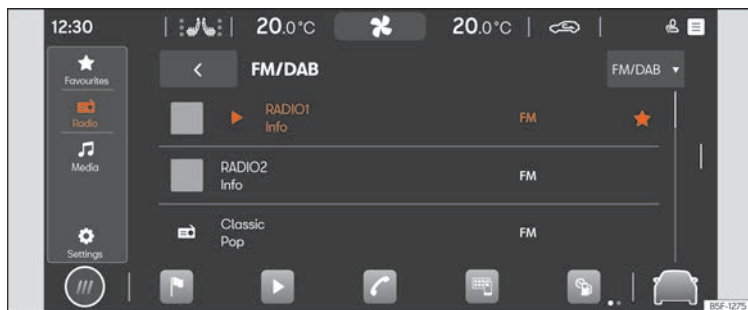 12:30
20.0°C
20.0°C
Favourites
FM/DAB
FM/DAB
Radio
RADIO1
Info
FM
Media
RADIO2
Info
FM
Classic
Pop
FM
Settings
B5F-1275